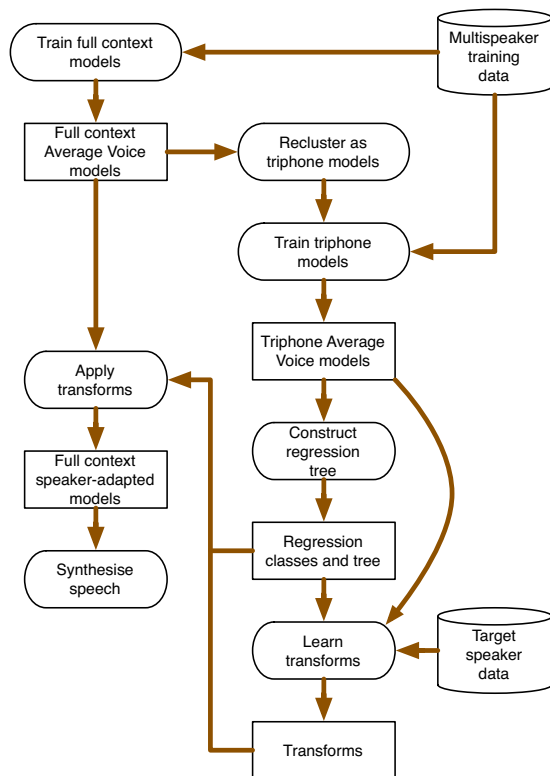 Train full context
models
Multispeaker
training
data
Full context
Average Voice
models
Recluster as
triphone models
Train triphone
models
Triphone Average
Voice models
Apply
transforms
Construct
regression
tree
Full context
speaker-adapted
models
Regression
classes and tree
Synthesise
speech
Learn
transforms
Target
speaker
data
Transforms